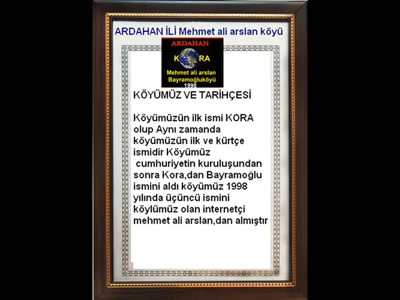 ARDAHAN İLİ Mehmet ali arslan köyü
ARDAHAN
K RA
Mehmet ali arslan
Bayramoğluköyü
1998
KÖYÜMÜZ VE TARİHÇESİ
Köyümüzün ilk ismi KORA
olup Aynı zamanda
köyümüzün ilk ve kürtçe
ismidir Köyümüz
cumhuriyetin kuruluşundan
sonra Kora,dan Bayramoğlu
ismini aldı köyümüz 1998
yılında üçüncü ismini
köylümüz olan internetçi
mehmet ali arslan,dan almıştır